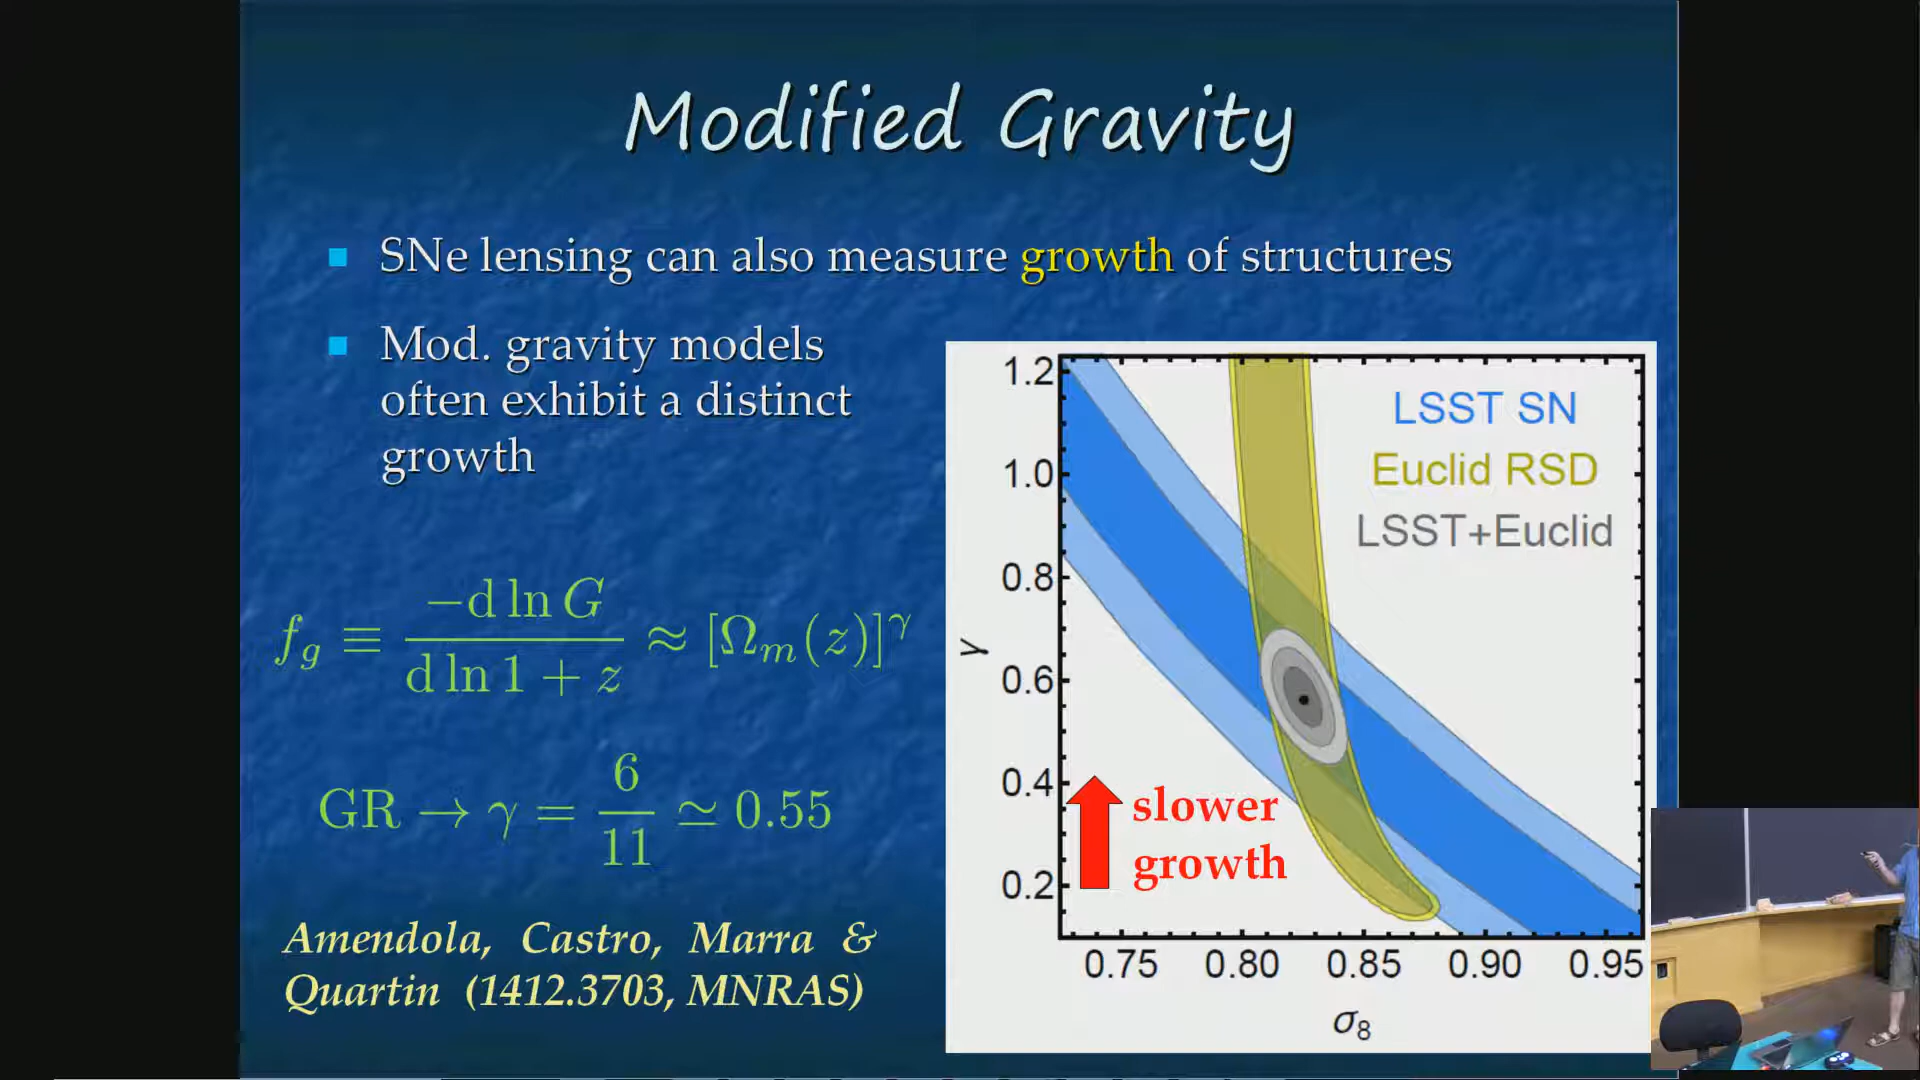 Modified Gravity
SNe lensing can also measure growth of structures
Mod. gravity models
often exhibit a distinct
growth
f_g ≡ −d ln G / d ln 1 + z ≈ [Ω_m(z)]^γ
GR → γ = 6/11 ≃ 0.55
Amendola, Castro, Marra &
Quartin (1412.3703, MNRAS)
LSST SN
Euclid RSD
LSST+Euclid
slower
growth
γ
1.2
1.0
0.8
0.6
0.4
0.2
0.75 0.80 0.85 0.90 0.95
σ8